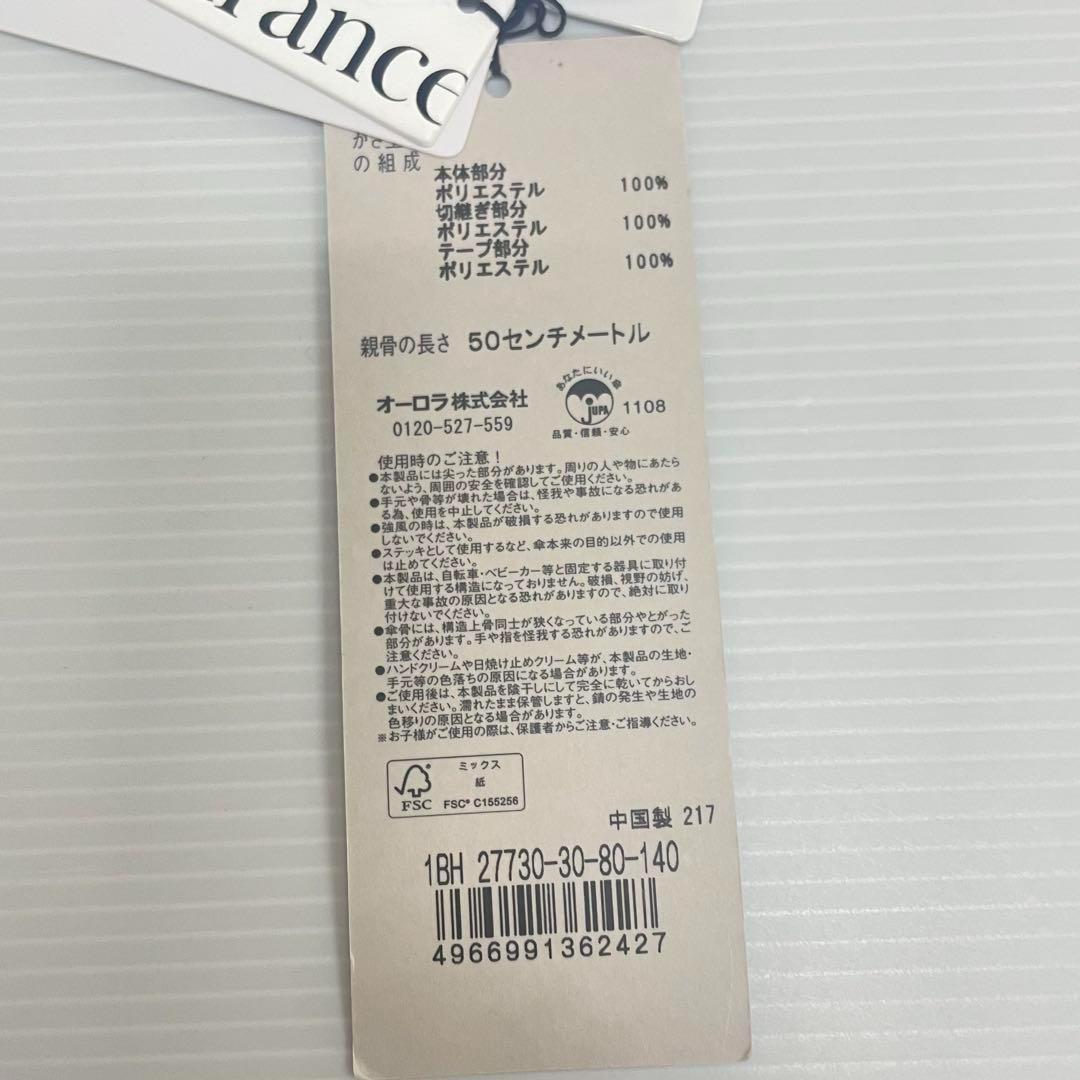 rance
の組成
本体部分
ポリエステル 100%
切継ぎ部分
ポリエステル 100%
テープ部分
ポリエステル 100%
親骨の長さ 50センチメートル
オーロラ株式会社
0120-527-559
あなたにいい傘
JUPA
1108
品質・信頼・安心
使用時のご注意!
●本製品には尖った部分があります。周りの人や物にあたら
ないよう、周囲の安全を確認してご使用ください。
●手元や骨等が壊れた場合は、怪我や事故になる恐れがあ
る為、使用を中止してください。
●強風の時は、本製品が破損する恐れがありますので使用
しないでください。
●ステッキとして使用するなど、傘本来の目的以外での使用
は止めてください。
●本製品は、自転車・ベビーカー等と固定する器具に取り付
けて使用する構造になっておりません。破損、視野の妨げ、
重大な事故の原因となる恐れがありますので、絶対に取り
付けないでください。
●傘骨には、構造上骨同士が狭くなっている部分やとがった
部分があります。手や指を怪我する恐れがありますので、ご
注意ください。
●ハンドクリームや日焼け止めクリーム等が、本製品の生地・
手元等の色落ちの原因になる場合があります。
●ご使用後は、本製品を陰干しにして完全に乾いてからおし
まいください。濡れたまま保管しますと、錆の発生や生地の
色移りの原因となる場合があります。
※お子様がご使用の際は、保護者からご注意・ご指導ください。
ミックス
紙
FSC
FSC® C155256
中国製 217
1BH 27730-30-80-140
4966991362427